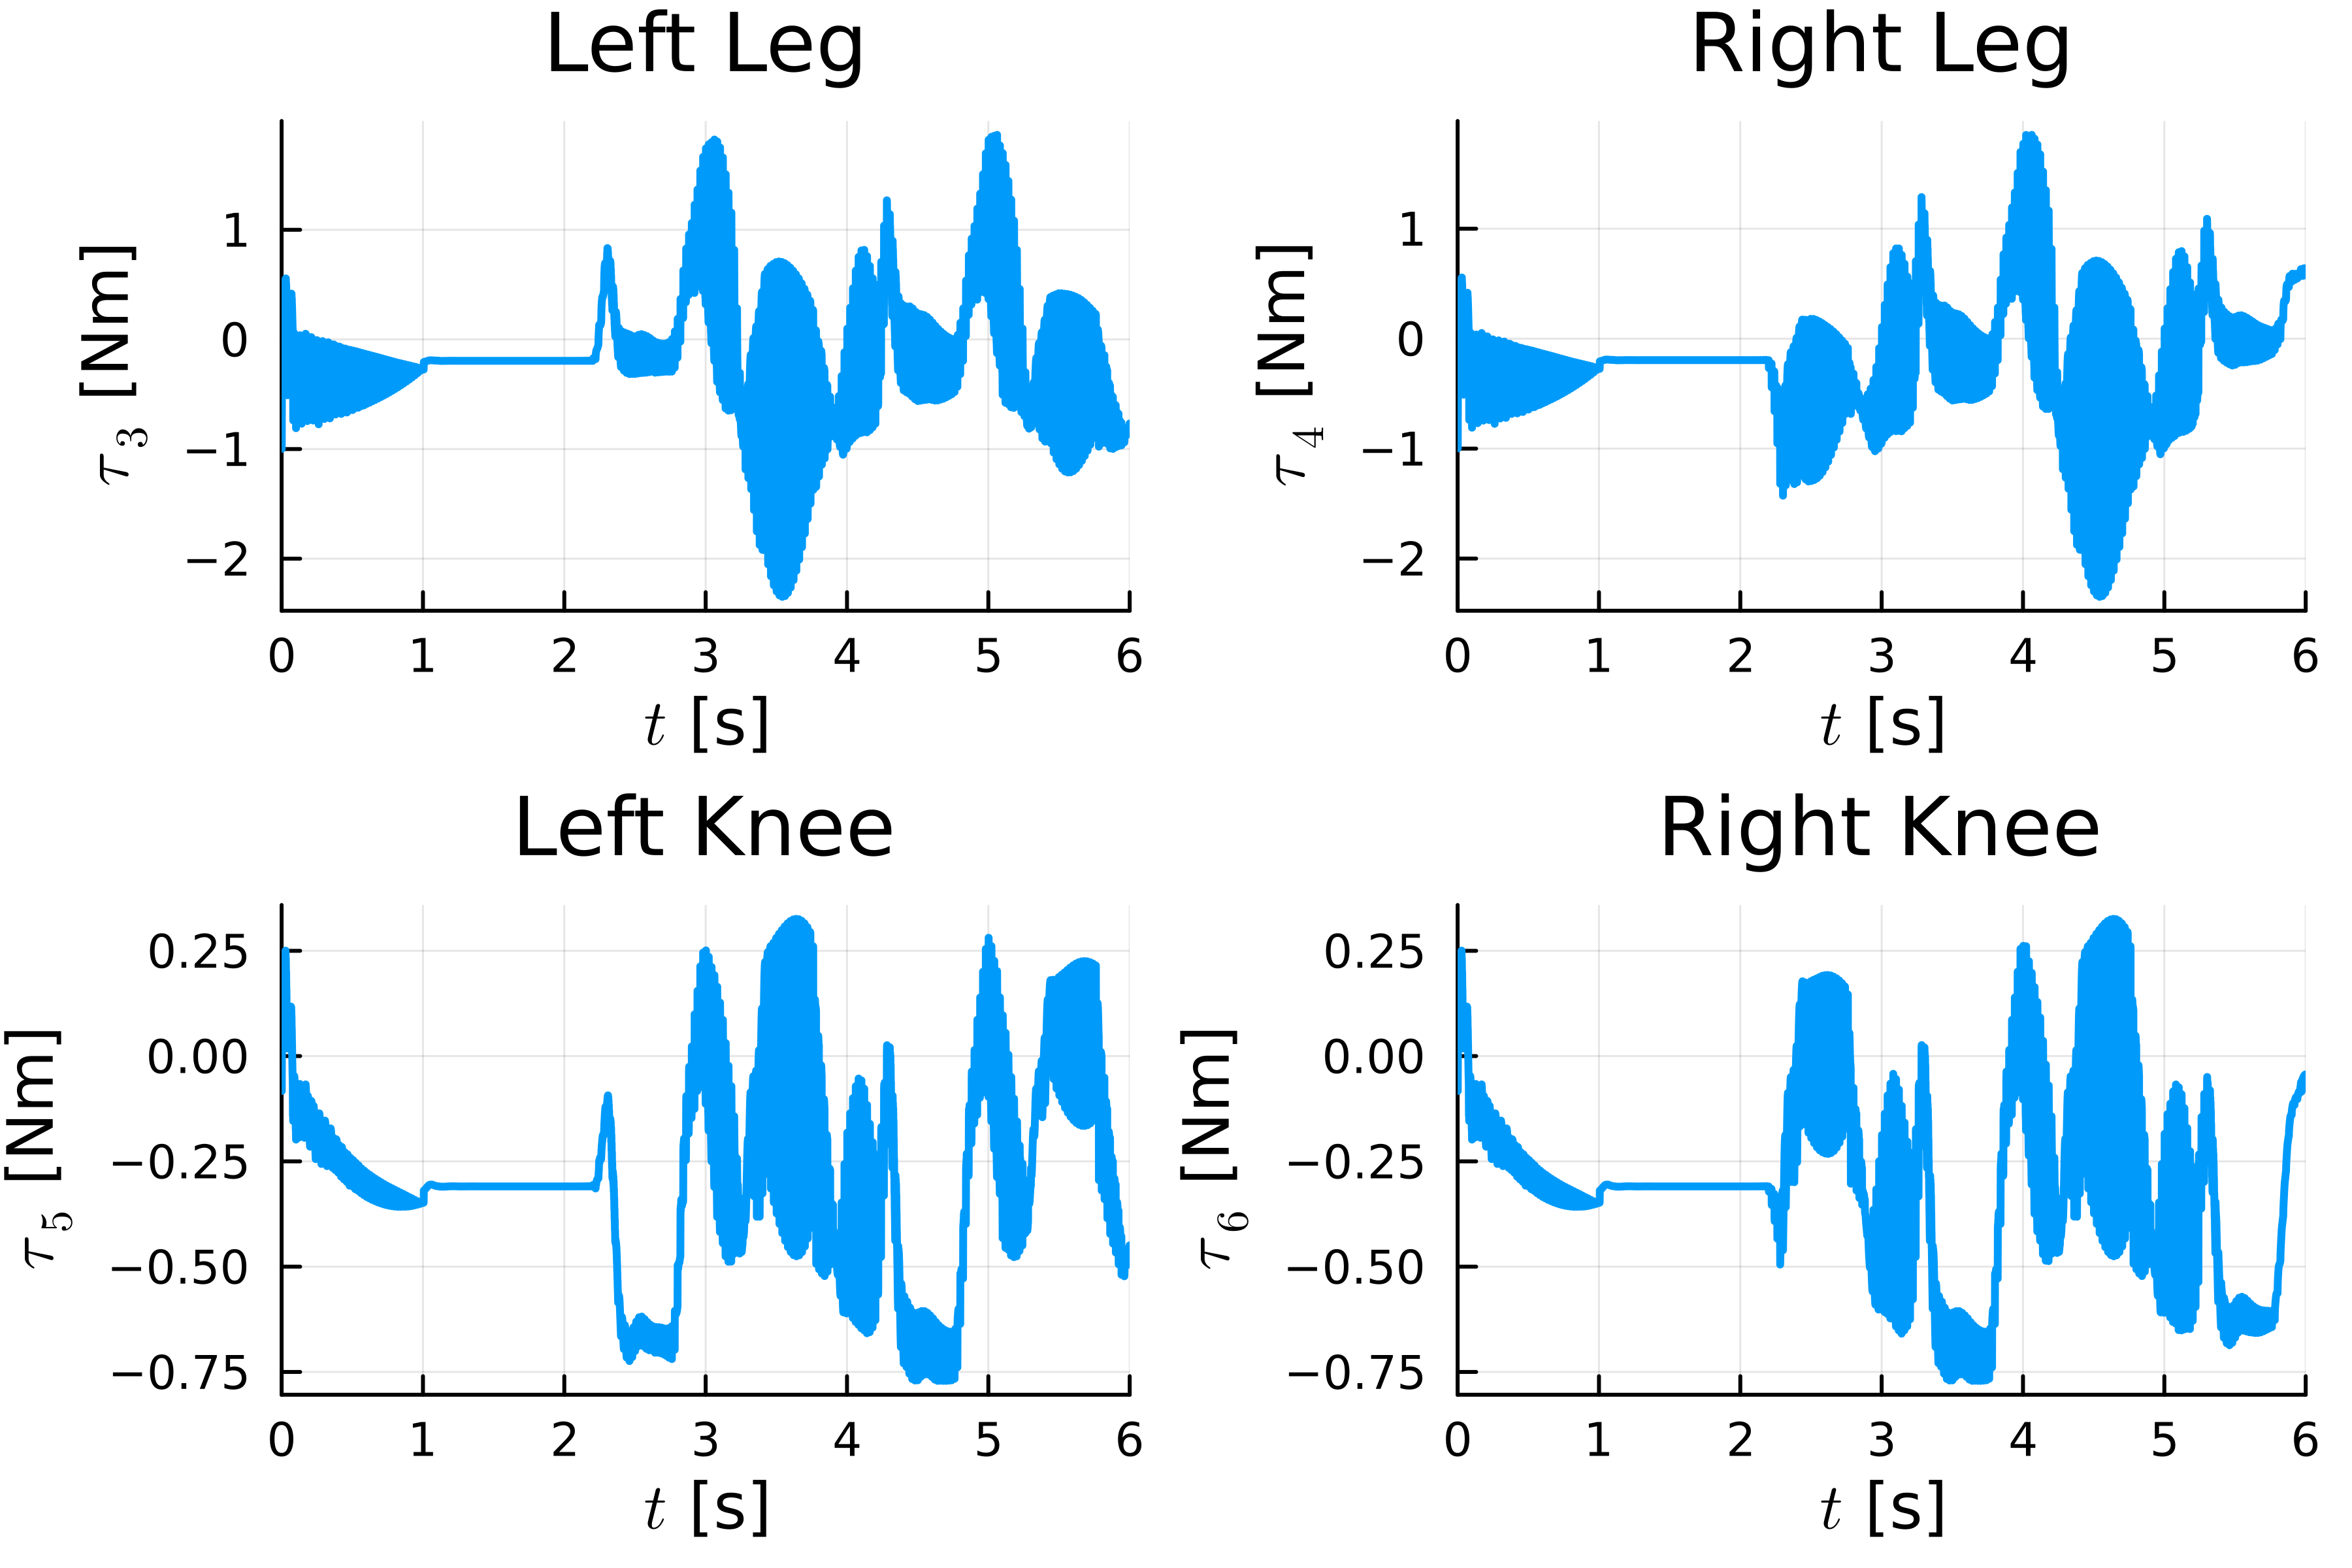 Left Leg
τ3 [Nm]
1
0
−1
−2
0 1 2 3 4 5 6
t [s]
Right Leg
τ4 [Nm]
1
0
−1
−2
0 1 2 3 4 5 6
t [s]
Left Knee
τ5 [Nm]
0.25
0.00
−0.25
−0.50
−0.75
0 1 2 3 4 5 6
t [s]
Right Knee
τ6 [Nm]
0.25
0.00
−0.25
−0.50
−0.75
0 1 2 3 4 5 6
t [s]